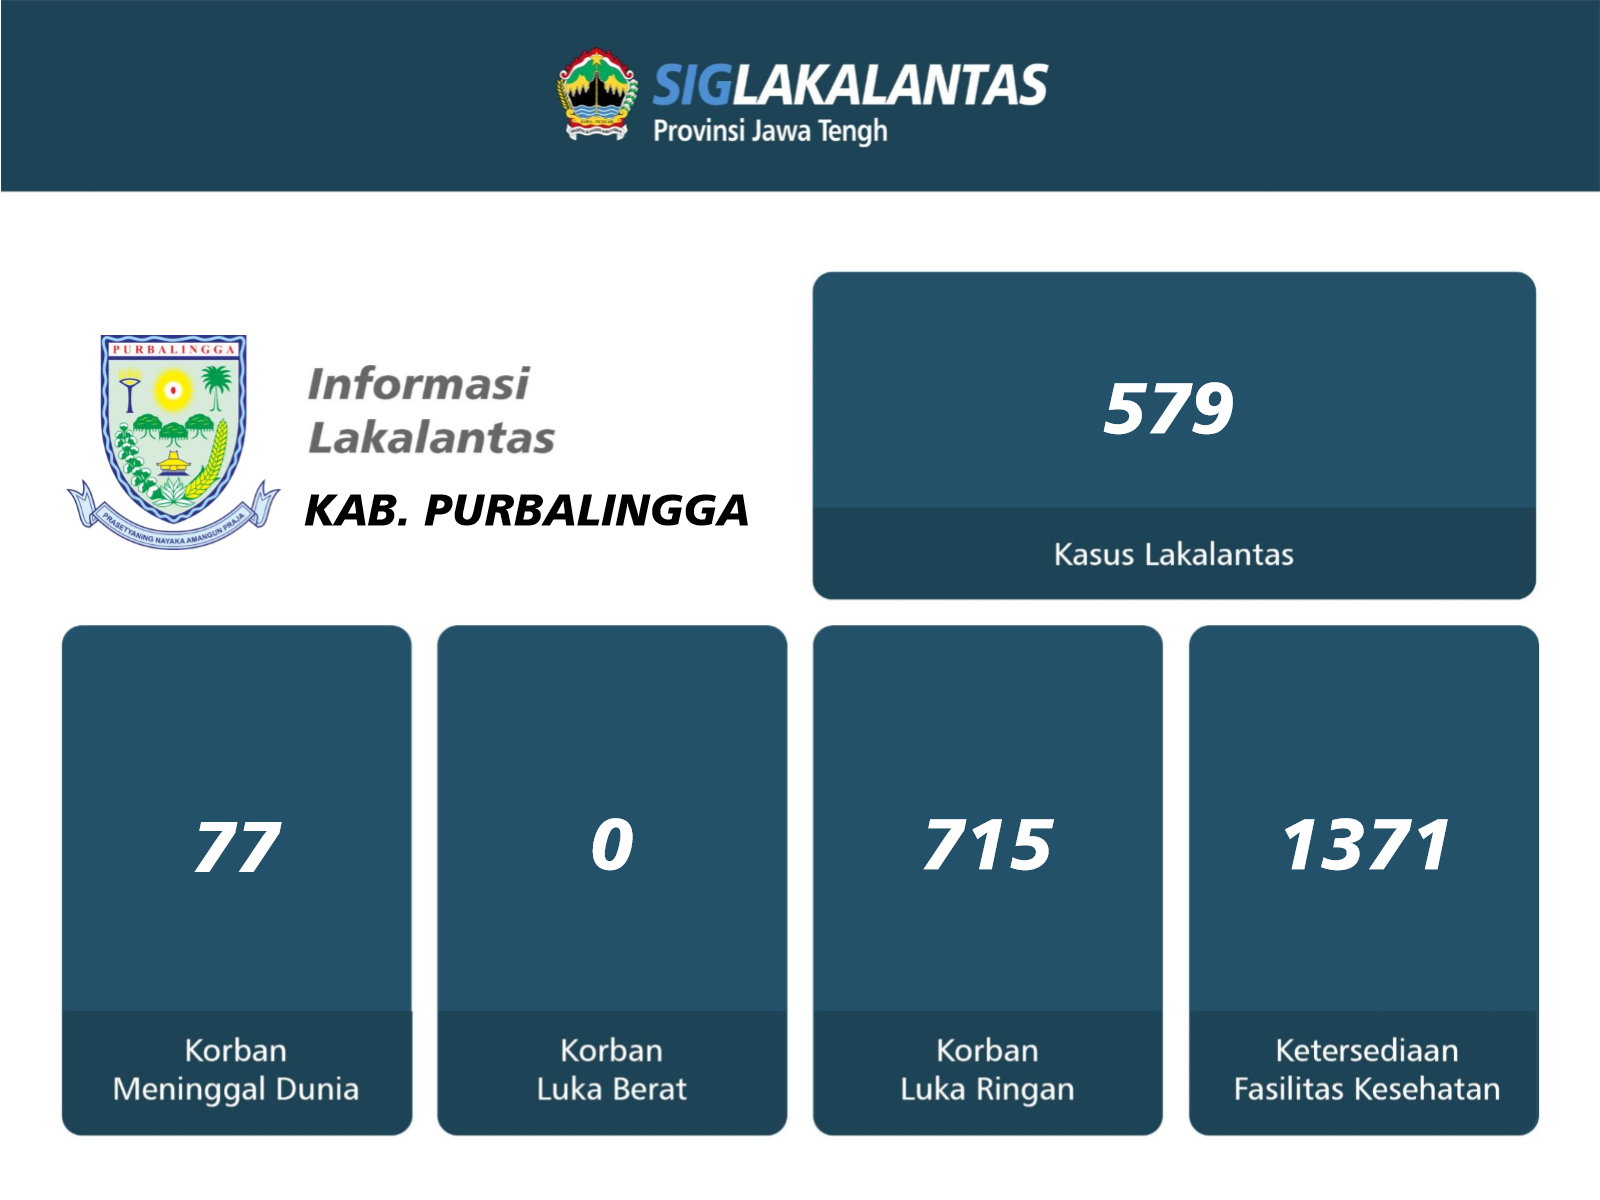 SIGLAKALANTAS
Provinsi Jawa Tengh
PURBALINGGA
PRASETYANING NAYAKA AMANGUN PRAJA
Informasi
Lakalantas
KAB. PURBALINGGA
579
Kasus Lakalantas
77
Korban
Meninggal Dunia
0
Korban
Luka Berat
715
Korban
Luka Ringan
1371
Ketersediaan
Fasilitas Kesehatan